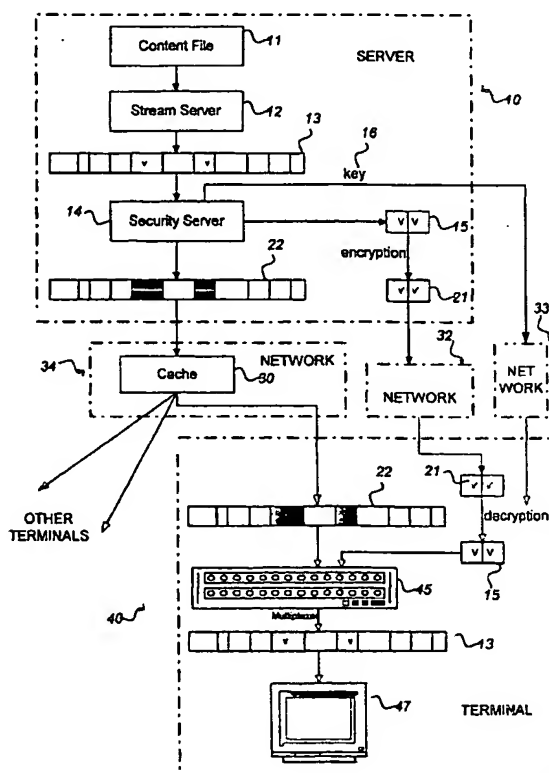 11
Content File
SERVER
12
10
Stream Server
13
16
v
v
key
14
Security Server
v v
15
encryption
22
v v
21
33
32
34
NETWORK
Cache
30
NETWORK
NET
WORK
21
v v
22
decryption
OTHER
TERMINALS
v v
15
45
40
Multiplexer
v
v
13
47
TERMINAL